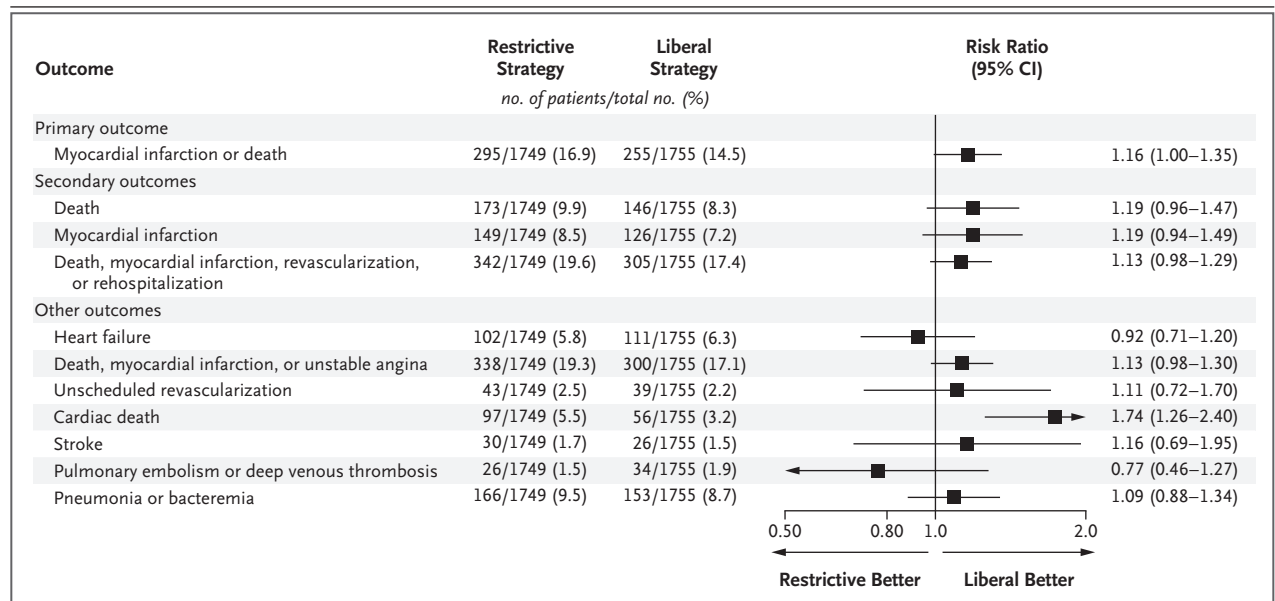 Outcome Restrictive Strategy Liberal Strategy Risk Ratio (95% CI)
no. of patients/total no. (%)
Primary outcome
Myocardial infarction or death 295/1749 (16.9) 255/1755 (14.5) 1.16 (1.00–1.35)
Secondary outcomes
Death 173/1749 (9.9) 146/1755 (8.3) 1.19 (0.96–1.47)
Myocardial infarction 149/1749 (8.5) 126/1755 (7.2) 1.19 (0.94–1.49)
Death, myocardial infarction, revascularization, 342/1749 (19.6) 305/1755 (17.4) 1.13 (0.98–1.29)
or rehospitalization
Other outcomes
Heart failure 102/1749 (5.8) 111/1755 (6.3) 0.92 (0.71–1.20)
Death, myocardial infarction, or unstable angina 338/1749 (19.3) 300/1755 (17.1) 1.13 (0.98–1.30)
Unscheduled revascularization 43/1749 (2.5) 39/1755 (2.2) 1.11 (0.72–1.70)
Cardiac death 97/1749 (5.5) 56/1755 (3.2) 1.74 (1.26–2.40)
Stroke 30/1749 (1.7) 26/1755 (1.5) 1.16 (0.69–1.95)
Pulmonary embolism or deep venous thrombosis 26/1749 (1.5) 34/1755 (1.9) 0.77 (0.46–1.27)
Pneumonia or bacteremia 166/1749 (9.5) 153/1755 (8.7) 1.09 (0.88–1.34)
0.50 0.80 1.0 2.0
Restrictive Better Liberal Better